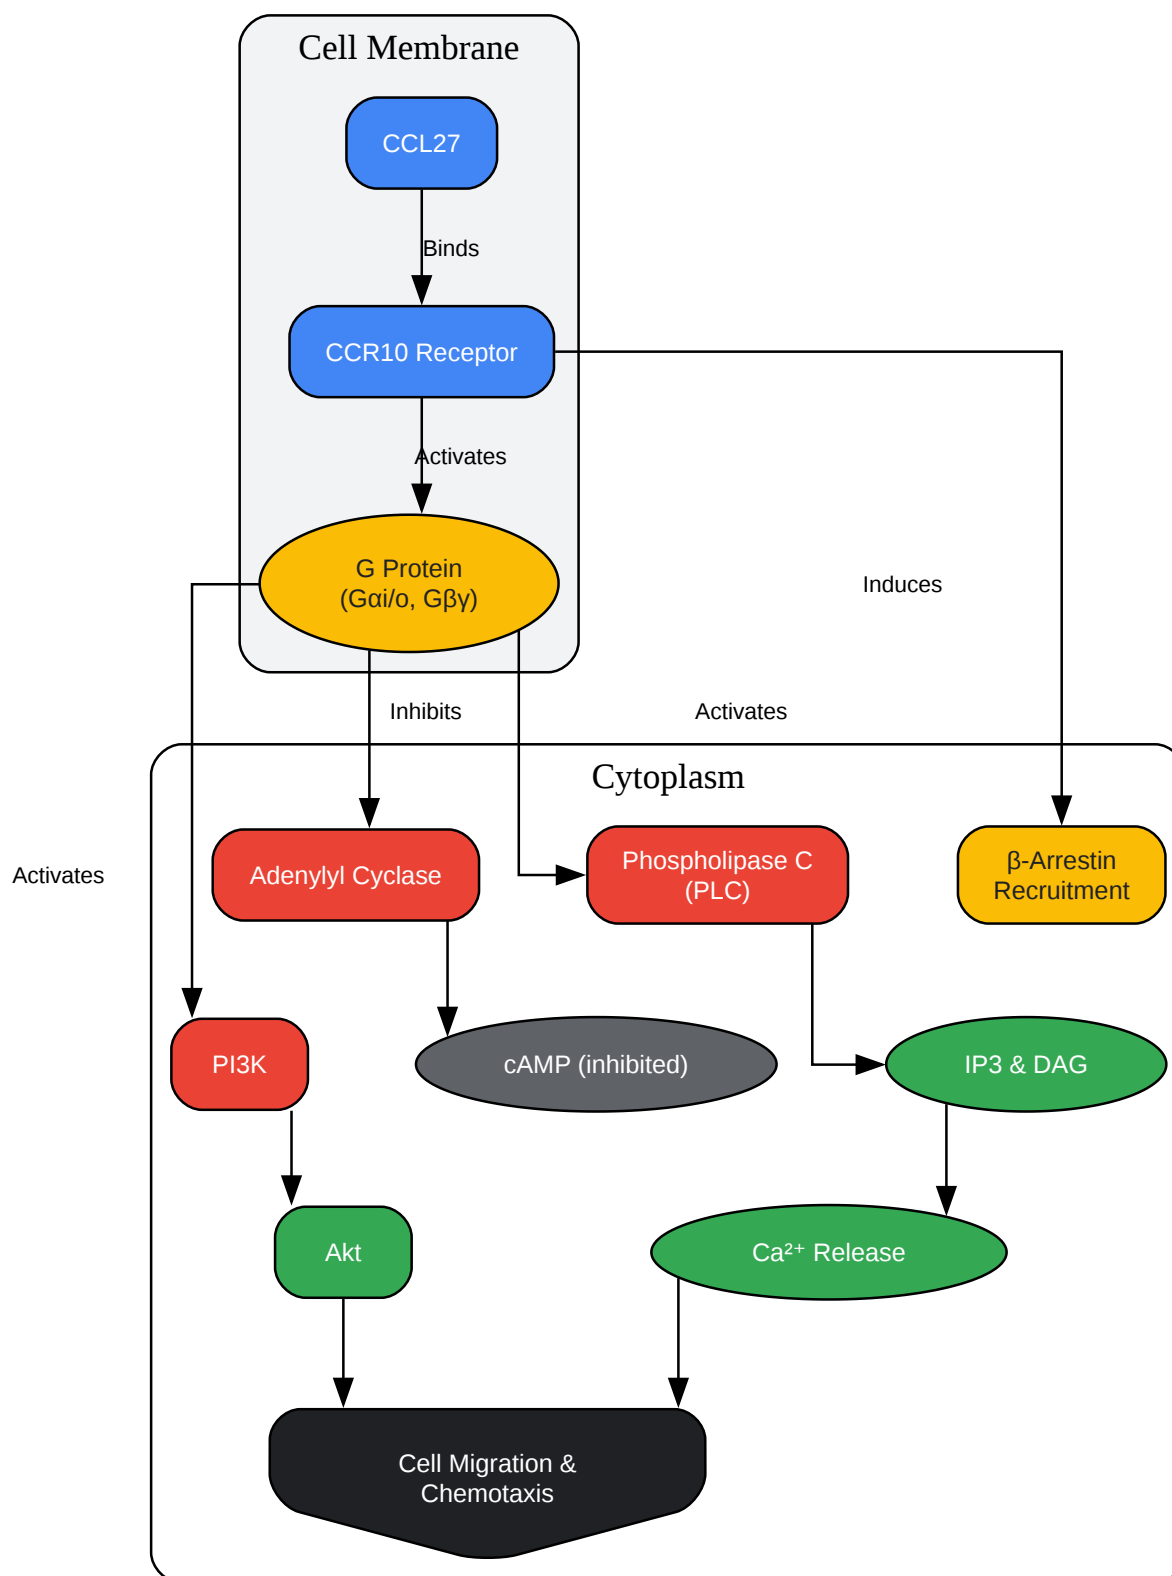 Cell Membrane
CCL27
Binds
CCR10 Receptor
Activates
G Protein
(Gαi/o, Gβγ)
Induces
Inhibits
Activates
Cytoplasm
Activates
Adenylyl Cyclase
Phospholipase C
(PLC)
β-Arrestin
Recruitment
PI3K
cAMP (inhibited)
IP3 & DAG
Akt
Ca²⁺ Release
Cell Migration &
Chemotaxis